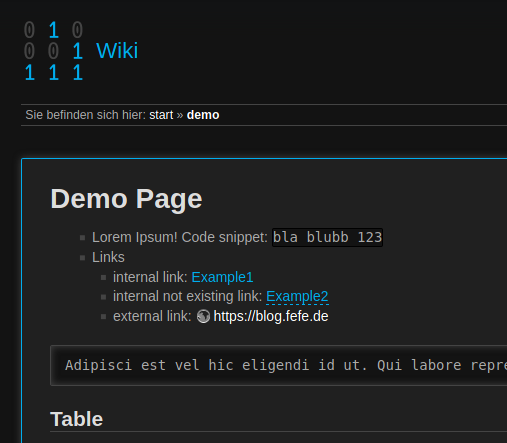 0 1 0
0 0 1 Wiki
1 1 1
Sie befinden sich hier: start » demo
Demo Page
Lorem Ipsum! Code snippet: bla blubb 123
Links
internal link: Example1
internal not existing link: Example2
external link: https://blog.fefe.de
Adipisci est vel hic eligendi id ut. Qui labore repre
Table